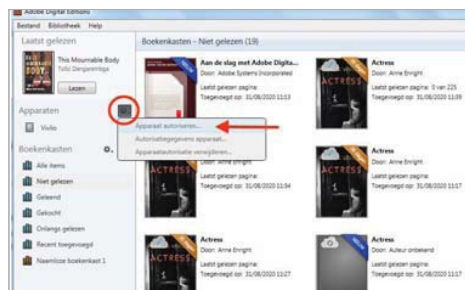 Adobe Digital Editions
Bestand Bibliotheek Help
Laatst gelezen
This Mournable Body
Tsitsi Dangarembga
Lezen
Apparaten
Vivlio
Boekenkasten
Alle items
Niet gelezen
Geleend
Gekocht
Onlangs gelezen
Recent toegevoegd
Naamloze boekenkast 1
Boekenkasten - Niet gelezen (19)
Aan de slag met Adobe Digita...
Door: Adobe Systems Incorporated
Laatst gelezen pagina:
Toegevoegd op: 31/08/2020 11:13
Actress
Door: Anne Enright
Laatst gelezen pagina: 0 van 225
Toegevoegd op: 31/08/2020 11:39
Apparaat autoriseren...
Autorisatiegegevens apparaat...
Apparaatautorisatie verwijderen...
Door: Anne Enright
Laatst gelezen pagina:
Toegevoegd op: 31/08/2020 11:34
Actress
Door: Anne Enright
Laatst gelezen pagina:
Toegevoegd op: 31/08/2020 11:17
Actress
Door: Anne Enright
Laatst gelezen pagina:
Toegevoegd op: 31/08/2020 11:27
Actress
Door: Auteur onbekend
Laatst gelezen pagina:
Toegevoegd op: 31/08/2020 11:17
ACTRESS
ACTRESS
ACTRESS
ACTRESS